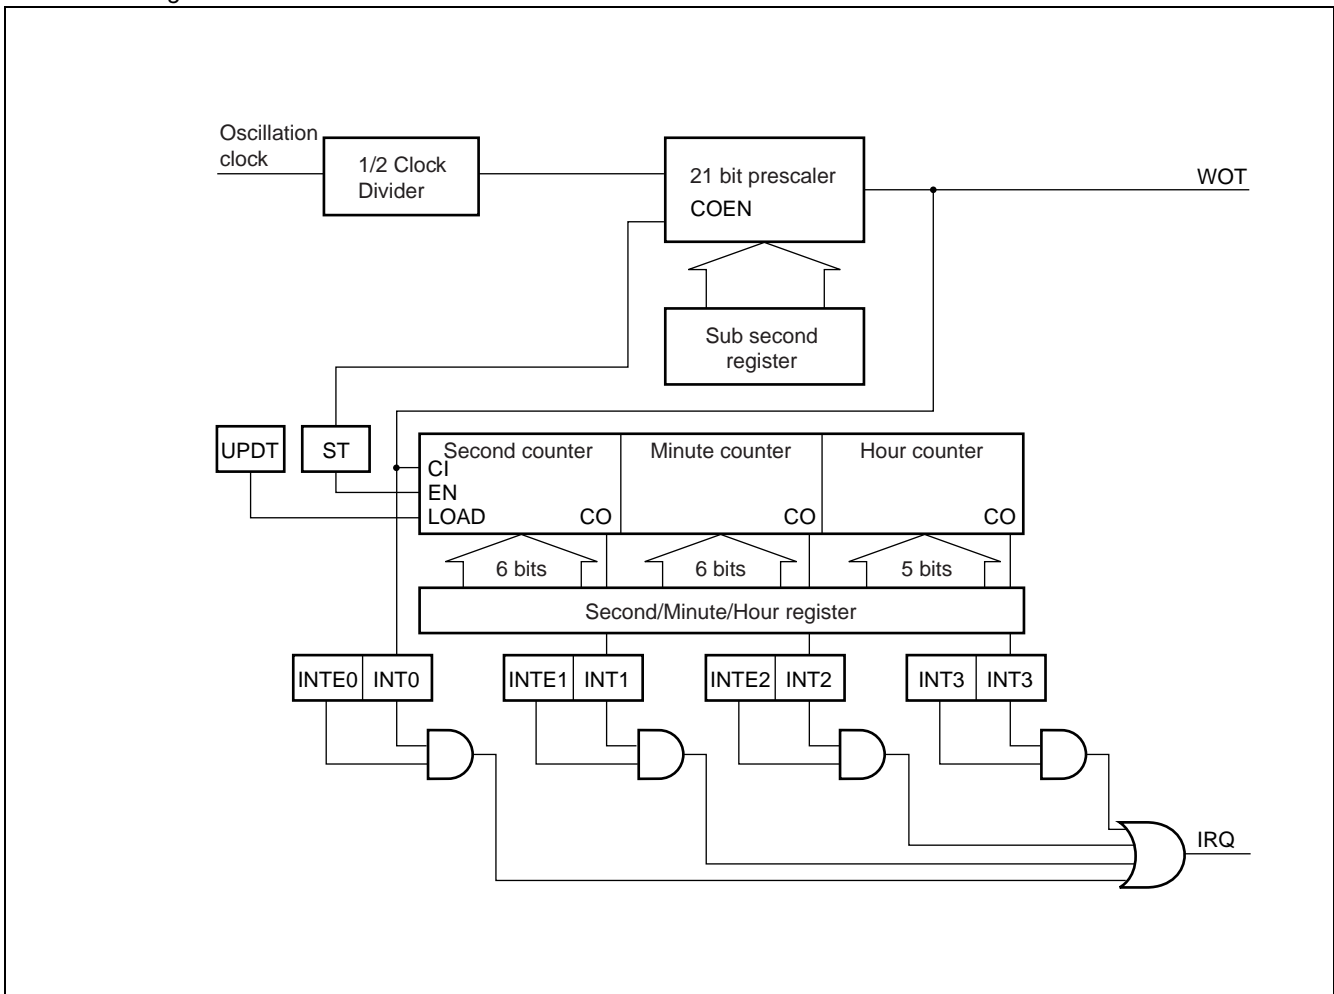 Oscillation
clock
1/2 Clock
Divider
21 bit prescaler
COEN
WOT
Sub second
register
UPDT
ST
Second counter
Minute counter
Hour counter
CI
EN
LOAD
CO
CO
CO
6 bits
6 bits
5 bits
Second/Minute/Hour register
INTE0 INT0
INTE1 INT1
INTE2 INT2
INT3 INT3
IRQ